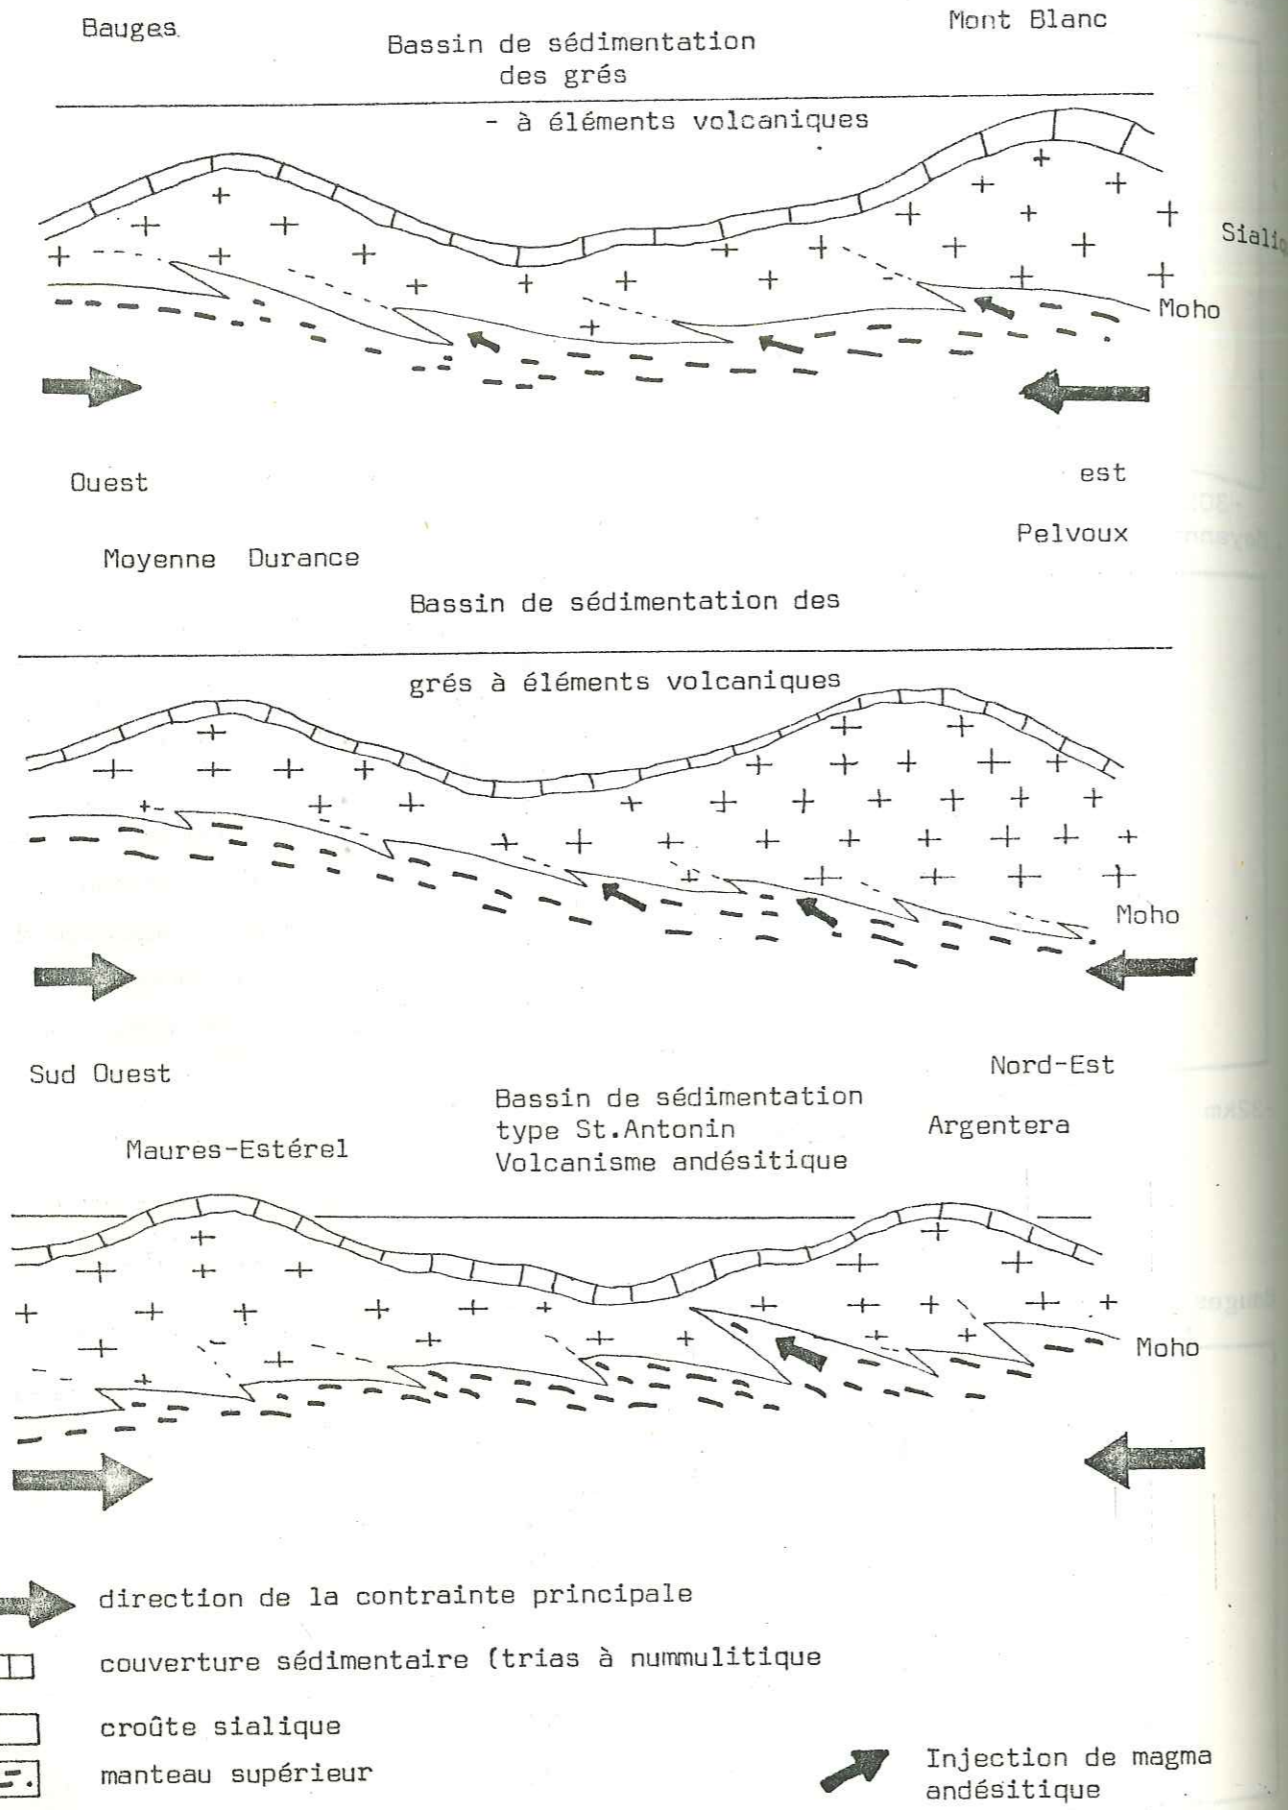 Bauges.
Mont Blanc
Bassin de sédimentation
des grés
- à éléments volcaniques
Moho
Ouest
est
Pelvoux
Moyenne Durance
Bassin de sédimentation des
grés à éléments volcaniques
Moho
Sud Ouest
Nord-Est
Bassin de sédimentation
type St.Antonin
Volcanisme andésitique
Argentera
Maures-Estérel
Moho
direction de la contrainte principale
couverture sédimentaire (trias à nummulitique
croûte sialique
manteau supérieur
Injection de magma
andésitique